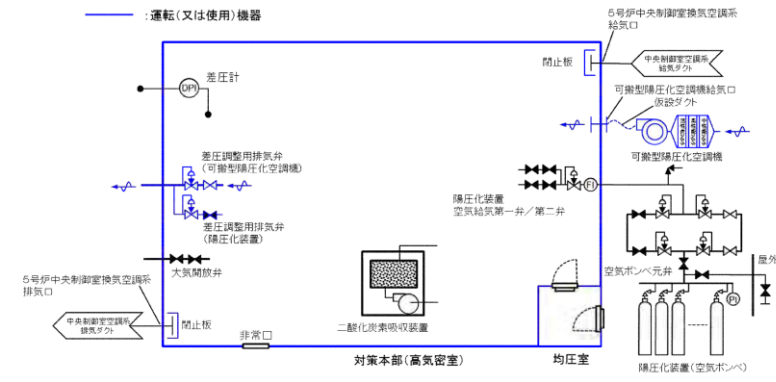 ：運転(又は使用)機器
5号炉中央制御室換気空調系
給気口
閉止板
中央制御室空調系
給気ダクト
差圧計
DPI
可搬型陽圧化空調機給気口
仮設ダクト
可搬型陽圧化空調機
差圧調整用排気弁
(可搬型陽圧化空調機)
陽圧化装置
空気給気第一弁／第二弁
FI
差圧調整用排気弁
(陽圧化装置)
大気開放弁
5号炉中央制御室換気空調系
排気口
空気ボンベ元弁
屋外
PI
中央制御室空調系
排気ダクト
閉止板
非常口
二酸化炭素吸収装置
対策本部(高気密室)
均圧室
陽圧化装置(空気ボンベ)